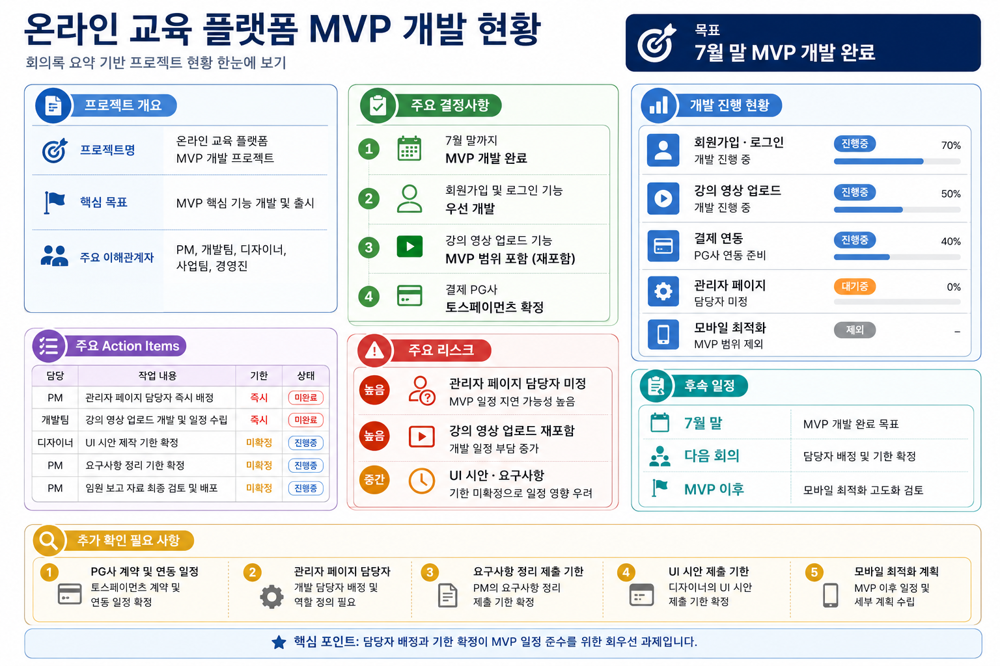 온라인 교육 플랫폼 MVP 개발 현황
회의록 요약 기반 프로젝트 현황 한눈에 보기
목표
7월 말 MVP 개발 완료
프로젝트 개요
프로젝트명
온라인 교육 플랫폼
MVP 개발 프로젝트
핵심 목표
MVP 핵심 기능 개발 및 출시
주요 이해관계자
PM, 개발팀, 디자이너,
사업팀, 경영진
주요 결정사항
1
7월 말까지
MVP 개발 완료
2
회원가입 및 로그인 기능
우선 개발
3
강의 영상 업로드 기능
MVP 범위 포함 (재포함)
4
결제 PG사
토스페이먼츠 확정
개발 진행 현황
회원가입 · 로그인
개발 진행 중
진행중
70%
강의 영상 업로드
개발 진행 중
진행중
50%
결제 연동
PG사 연동 준비
진행중
40%
관리자 페이지
담당자 미정
대기중
0%
모바일 최적화
MVP 범위 제외
제외
–
주요 Action Items
담당 작업 내용 기한 상태
PM 관리자 페이지 담당자 즉시 배정 즉시 미완료
개발팀 강의 영상 업로드 개발 및 일정 수립 즉시 미완료
디자이너 UI 시안 제작 기한 확정 미확정 진행중
PM 요구사항 정리 기한 확정 미확정 진행종
PM 임원 보고 자료 최종 검토 및 배포 미확정 진행중
주요 리스크
높음
관리자 페이지 담당자 미정
MVP 일정 지연 가능성 높음
높음
강의 영상 업로드 재포함
개발 일정 부담 증가
중간
UI 시안 · 요구사항
기한 미확정으로 일정 영향 우려
후속 일정
7월 말
MVP 개발 완료 목표
다음 회의
담당자 배정 및 기한 확정
MVP 이후
모바일 최적화 고도화 검토
추가 확인 필요 사항
1
PG사 계약 및 연동 일정
토스페이먼츠 계약 및
연동 일정 확정
2
관리자 페이지 담당자
개발 담당자 배정 및
역할 정의 필요
3
요구사항 정리 제출 기한
PM의 요구사항 정리
제출 기한 확정
4
UI 시안 제출 기한
디자이너의 UI 시안
제출 기한 확정
5
모바일 최적화 계획
MVP 이후 일정 및
세부 계획 수립
핵심 포인트: 담당자 배정과 기한 확정이 MVP 일정 준수를 위한 회우선 과제입니다.